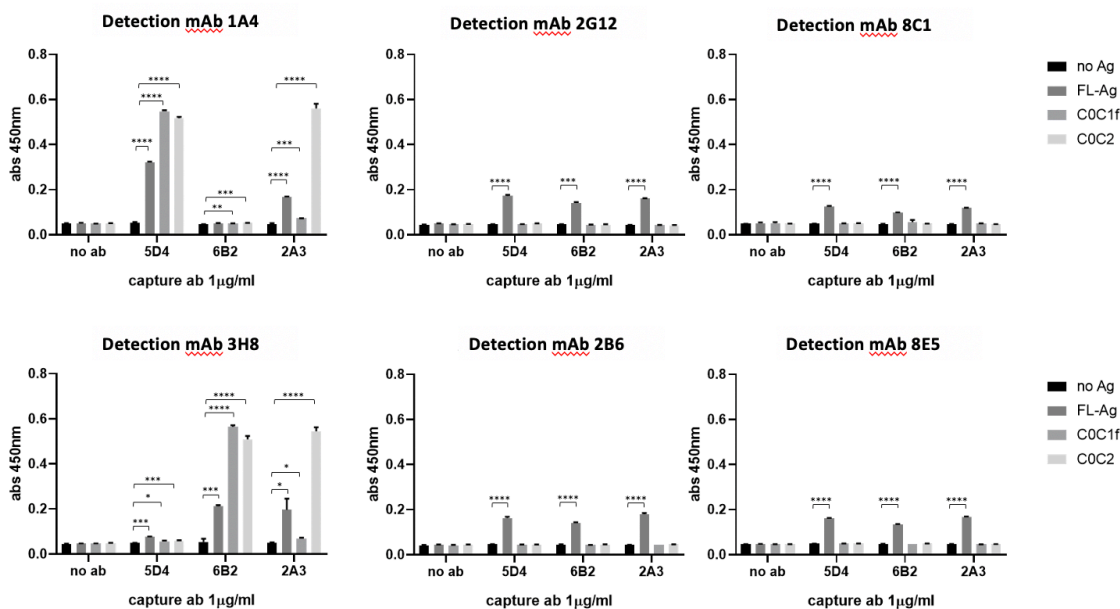 Detection mAb 1A4
abs 450nm
0.8
0.6
0.4
0.2
0.0
****
****
****
**
***
****
***
****
no ab
5D4
6B2
2A3
capture ab 1μg/ml
Detection mAb 2G12
abs 450nm
0.8
0.6
0.4
0.2
0.0
****
***
****
no ab
5D4
6B2
2A3
capture ab 1μg/ml
Detection mAb 8C1
abs 450nm
0.8
0.6
0.4
0.2
0.0
****
****
****
no ab
5D4
6B2
2A3
capture ab 1μg/ml
no Ag
FL-Ag
C0C1f
C0C2
Detection mAb 3H8
abs 450nm
0.8
0.6
0.4
0.2
0.0
***
*
***
****
****
***
****
*
*
no ab
5D4
6B2
2A3
capture ab 1μg/ml
Detection mAb 2B6
abs 450nm
0.8
0.6
0.4
0.2
0.0
****
****
****
no ab
5D4
6B2
2A3
capture ab 1μg/ml
Detection mAb 8E5
abs 450nm
0.8
0.6
0.4
0.2
0.0
****
****
****
no ab
5D4
6B2
2A3
capture ab 1μg/ml
no Ag
FL-Ag
C0C1f
C0C2